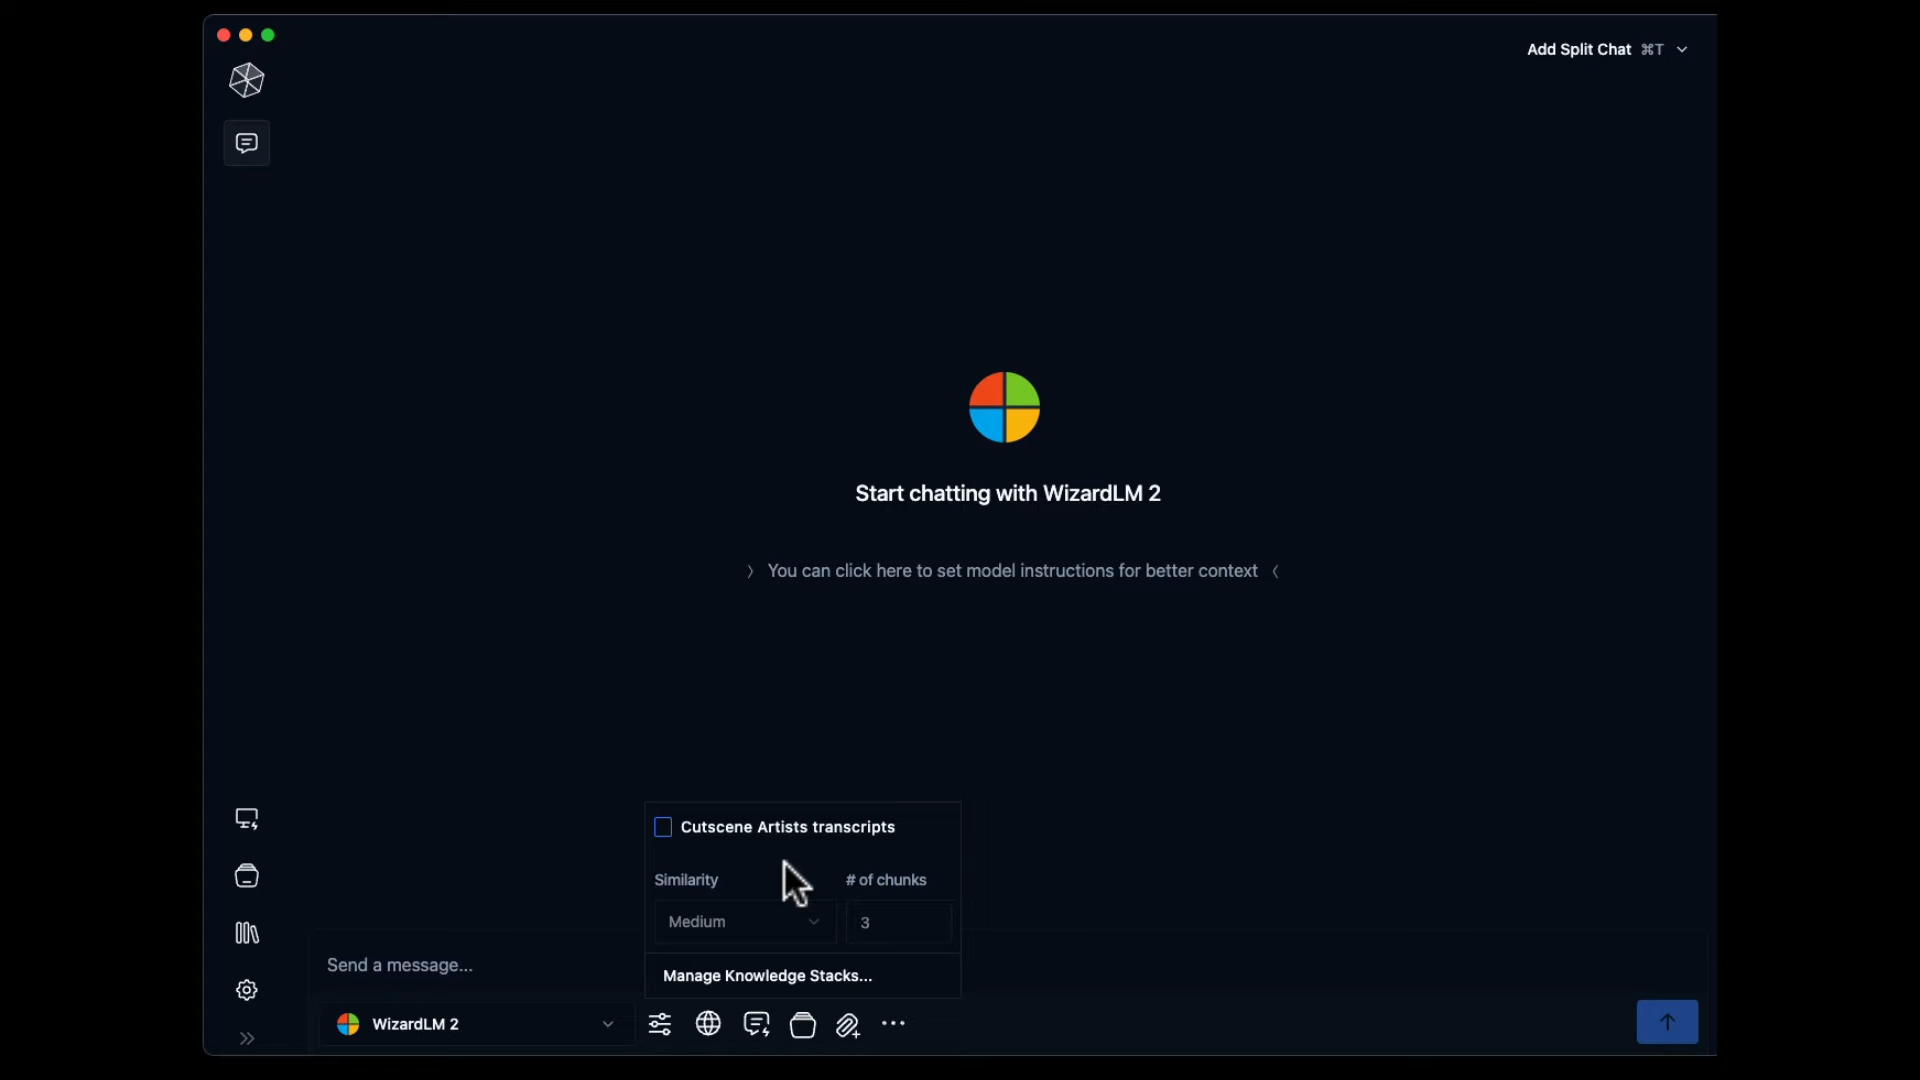 Add Split Chat ⌘T
Start chatting with WizardLM 2
You can click here to set model instructions for better context
Cutscene Artists transcripts
Similarity # of chunks
Medium 3
Send a message...
Manage Knowledge Stacks...
WizardLM 2